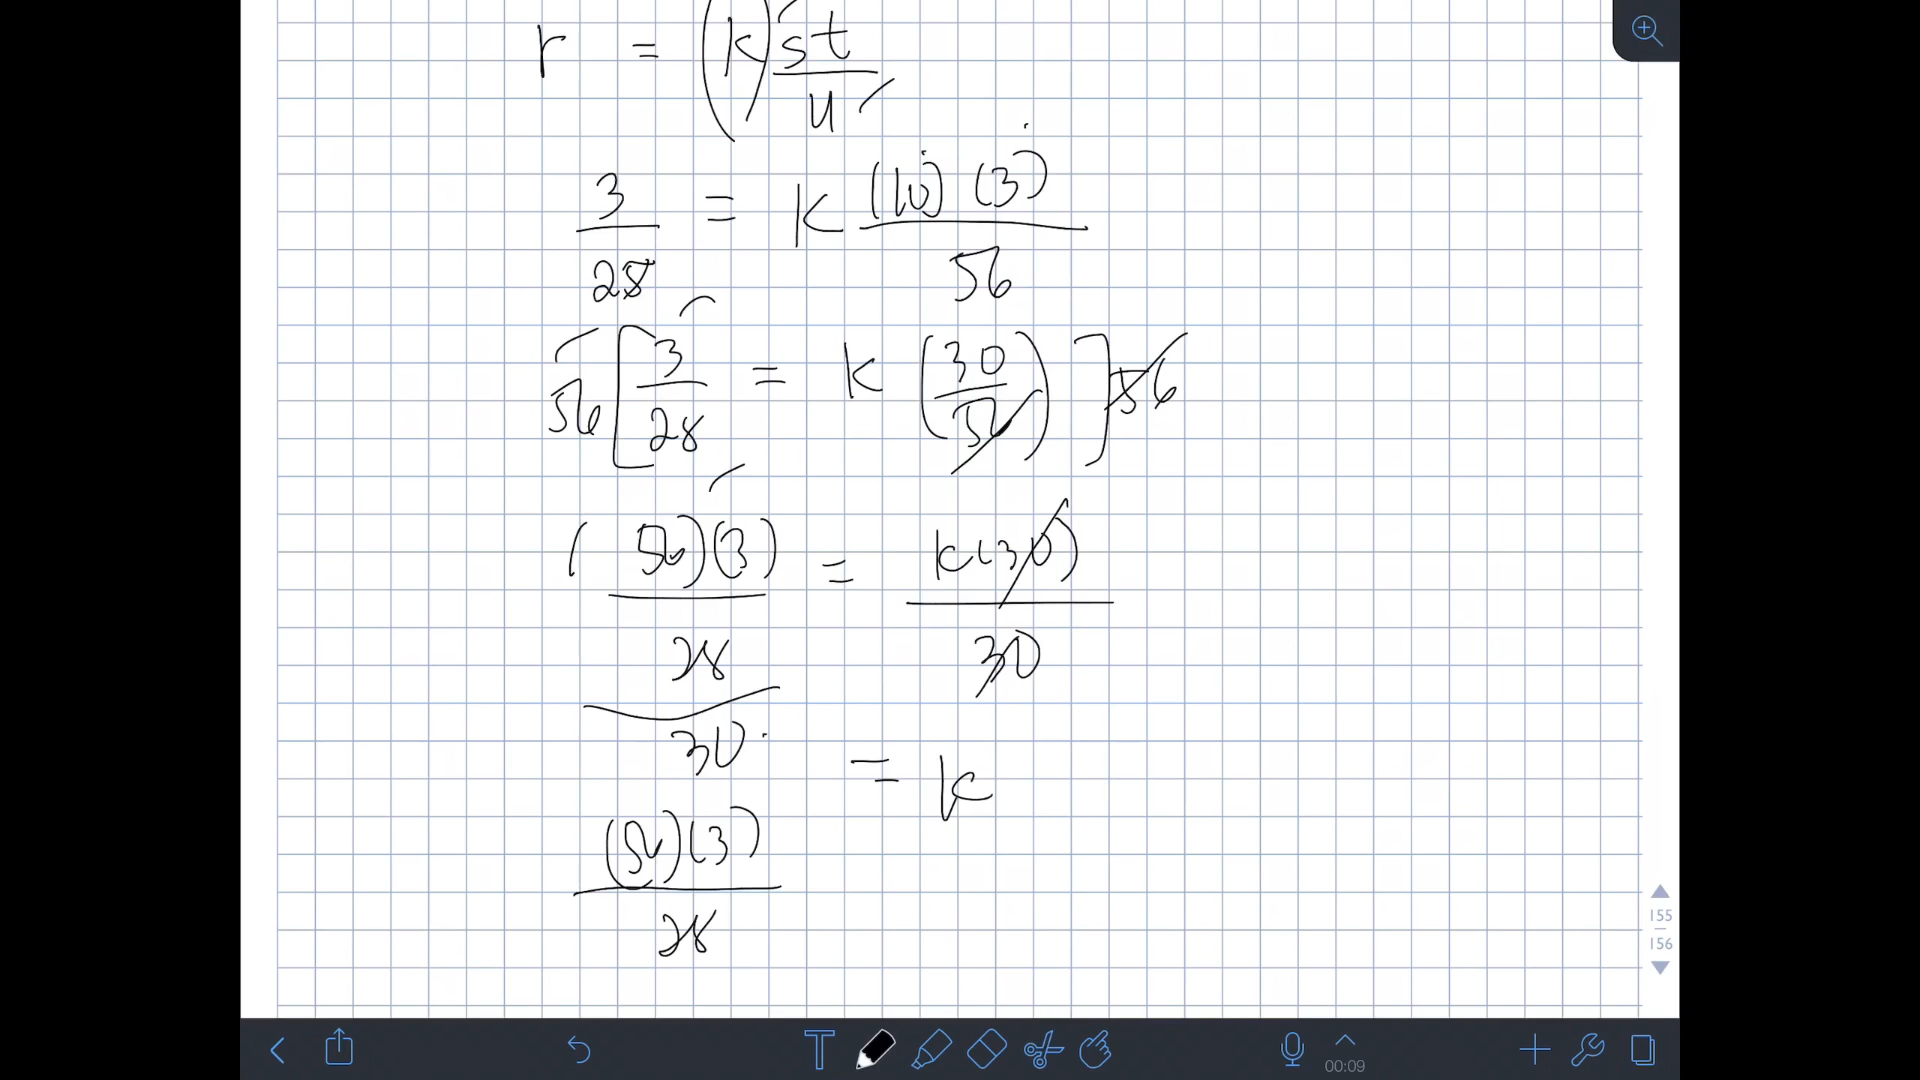 r = (k) st / u
3/28 = k (10)(3) / 56
56 [ 3/28 = k (30/56) ] 56
(56)(3) / 28 / 30 = k(30) / 30
= k
(56)(3) / 28
155
156
T
00:09